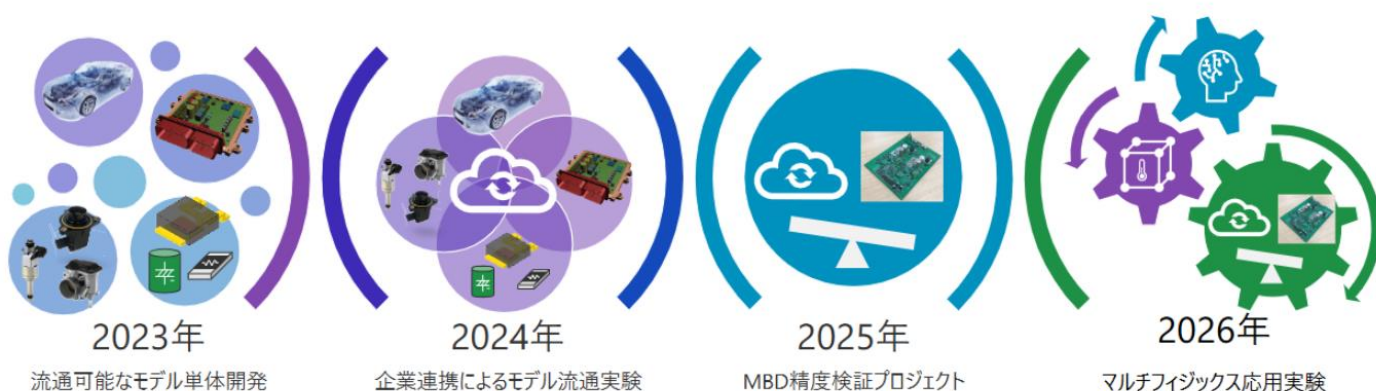 2023年
流通可能なモデル単体開発
2024年
企業連携によるモデル流通実験
2025年
MBD精度検証プロジェクト
2026年
マルチフィジックス応用実験